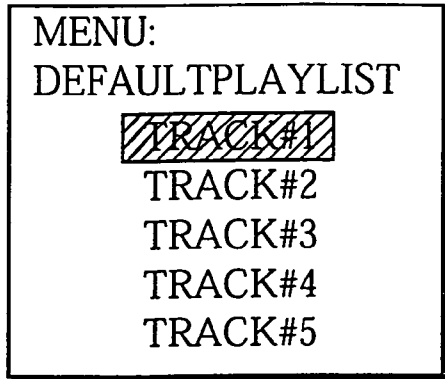 MENU:
DEFAULTPLAYLIST
TRACK#1
TRACK#2
TRACK#3
TRACK#4
TRACK#5